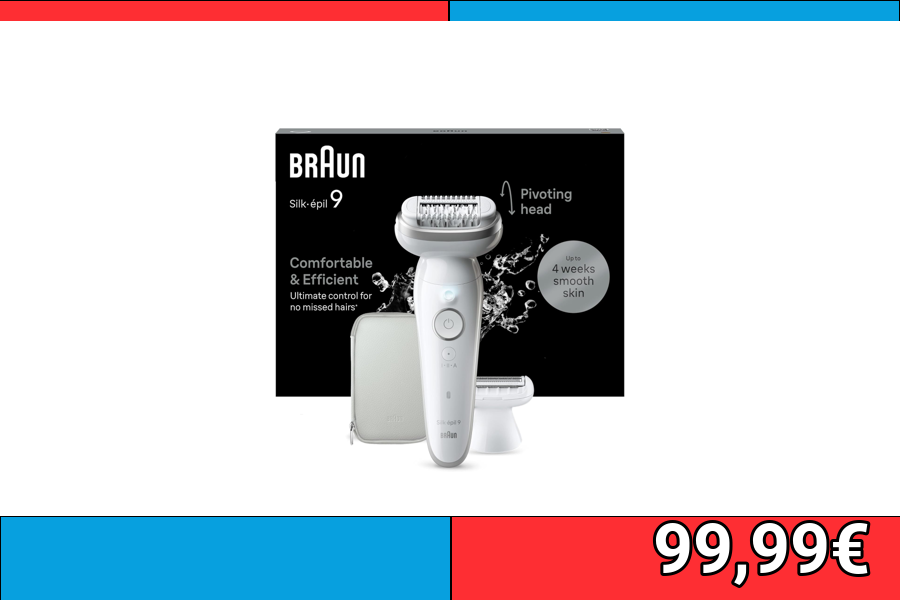 BRAUN
Silk·épil 9
Pivoting
head
Comfortable
& Efficient
Ultimate control for
no missed hairs*
Up to
4 weeks
smooth
skin
Silk·épil 9
BRAUN
99,99€